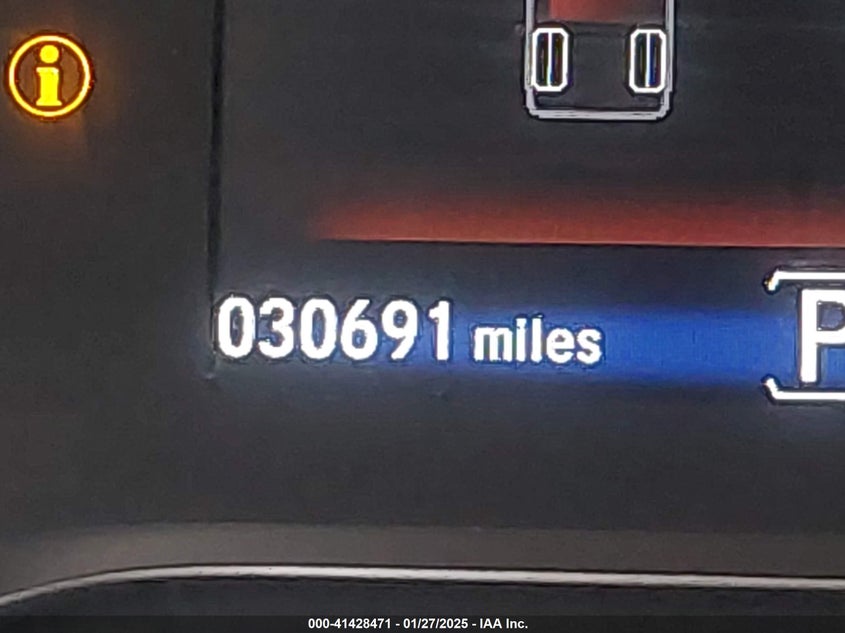 i
030691 miles
P
000-41428471 - 01/27/2025 - IAA Inc.